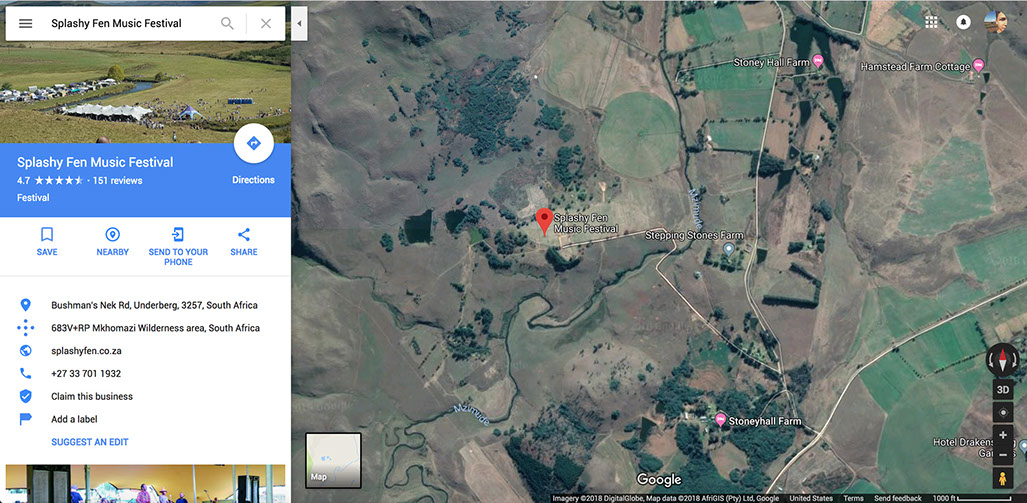 Splashy Fen Music Festival
Splashy Fen Music Festival
4.7 ★★★★★ · 151 reviews
Festival
Directions
SAVE
NEARBY
SEND TO YOUR
PHONE
SHARE
Bushman's Nek Rd, Underberg, 3257, South Africa
683V+RP Mkhomazi Wilderness area, South Africa
splashyfen.co.za
+27 33 701 1932
Claim this business
Add a label
SUGGEST AN EDIT
Stoney Hall Farm
Hamstead Farm Cottage
Splashy Fen
Music Festival
Stepping Stones Farm
Mzimude
Stoneyhall Farm
3D
Map
Google
Imagery ©2018 DigitalGlobe, Map data ©2018 AfriGIS (Pty) Ltd, Google
United States
Terms
Send feedback
1000 ft